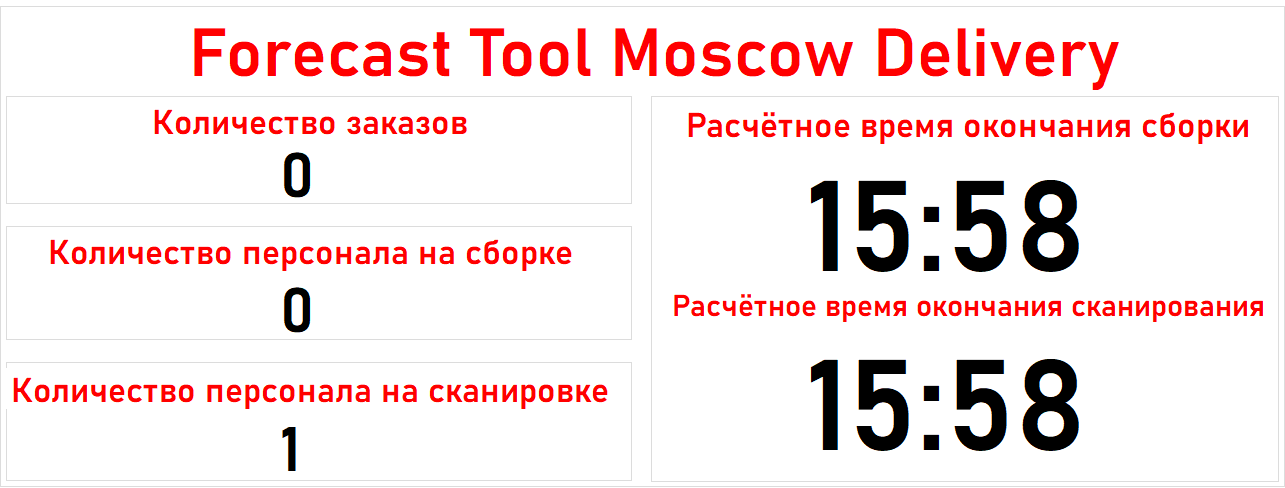 Forecast Tool Moscow Delivery
Количество заказов
0
Количество персонала на сборке
0
Количество персонала на сканировке
1
Расчётное время окончания сборки
15:58
Расчётное время окончания сканирования
15:58